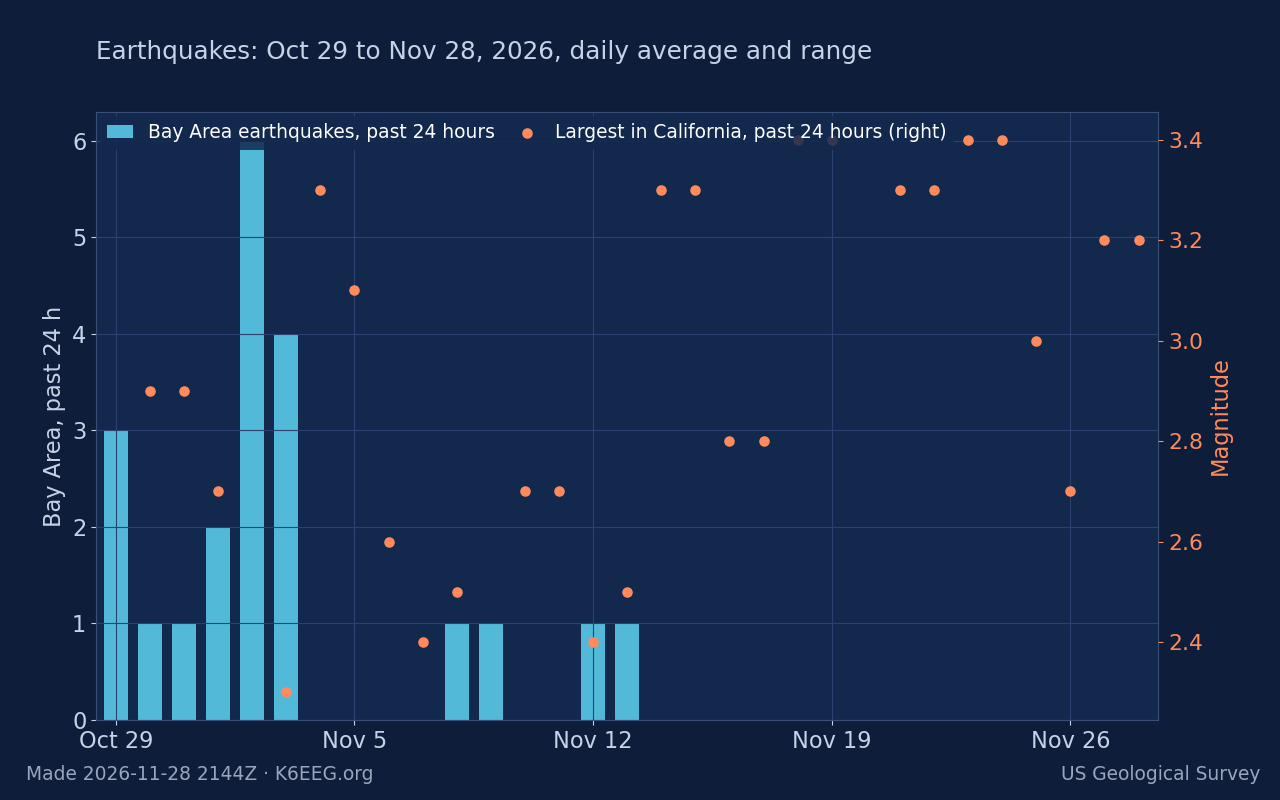 Earthquakes: Oct 29 to Nov 28, 2026, daily average and range
Bay Area earthquakes, past 24 hours
Largest in California, past 24 hours (right)
Bay Area, past 24 h
6
5
4
3
2
1
0
3.4
3.2
3.0
2.8
2.6
2.4
Magnitude
Oct 29
Nov 5
Nov 12
Nov 19
Nov 26
Made 2026-11-28 2144Z · K6EEG.org
US Geological Survey